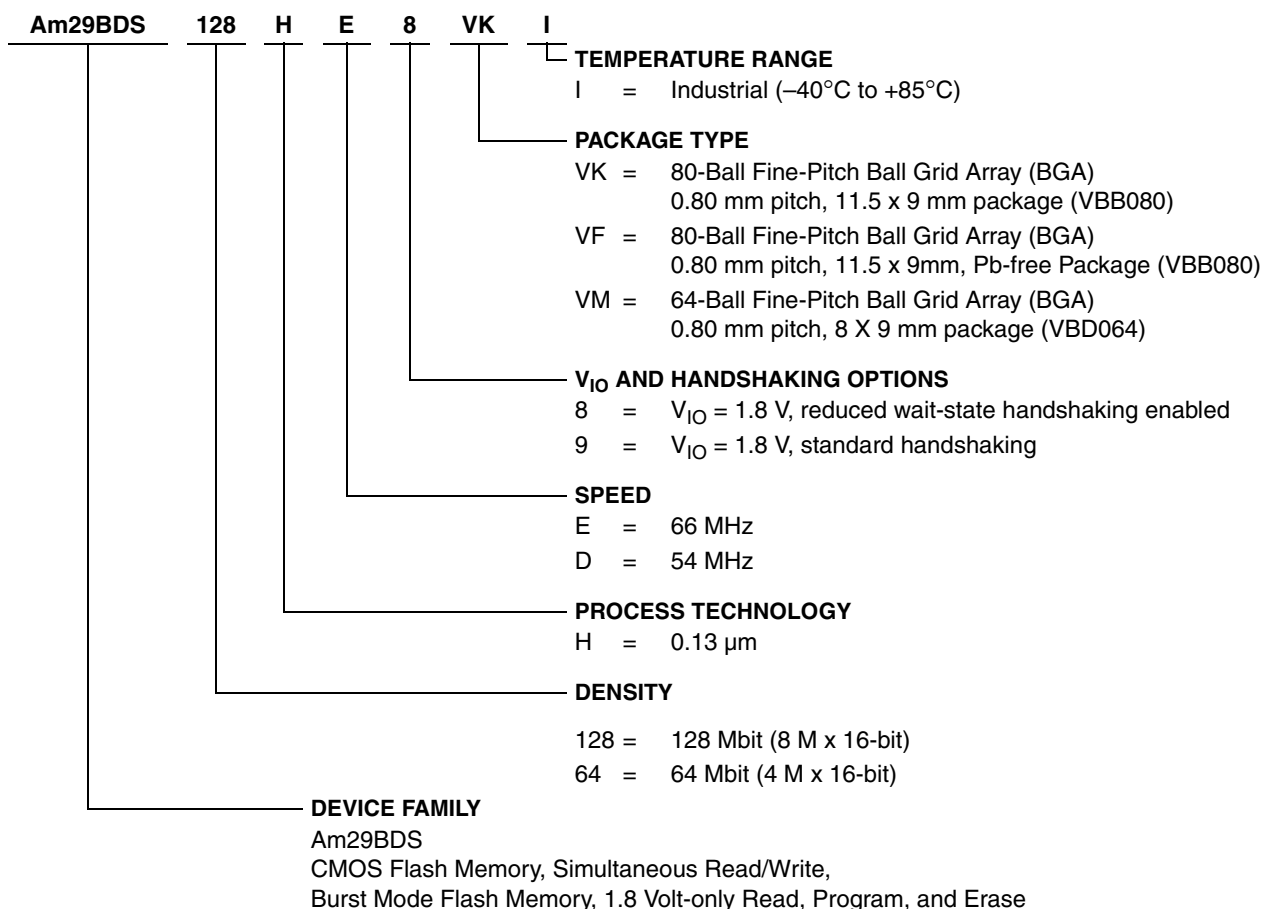 Am29BDS 128 H E 8 VK I
TEMPERATURE RANGE
I = Industrial (–40°C to +85°C)
PACKAGE TYPE
VK = 80-Ball Fine-Pitch Ball Grid Array (BGA)
0.80 mm pitch, 11.5 x 9 mm package (VBB080)
VF = 80-Ball Fine-Pitch Ball Grid Array (BGA)
0.80 mm pitch, 11.5 x 9mm, Pb-free Package (VBB080)
VM = 64-Ball Fine-Pitch Ball Grid Array (BGA)
0.80 mm pitch, 8 X 9 mm package (VBD064)
VIO AND HANDSHAKING OPTIONS
8 = VIO = 1.8 V, reduced wait-state handshaking enabled
9 = VIO = 1.8 V, standard handshaking
SPEED
E = 66 MHz
D = 54 MHz
PROCESS TECHNOLOGY
H = 0.13 µm
DENSITY
128 = 128 Mbit (8 M x 16-bit)
64 = 64 Mbit (4 M x 16-bit)
DEVICE FAMILY
Am29BDS
CMOS Flash Memory, Simultaneous Read/Write,
Burst Mode Flash Memory, 1.8 Volt-only Read, Program, and Erase